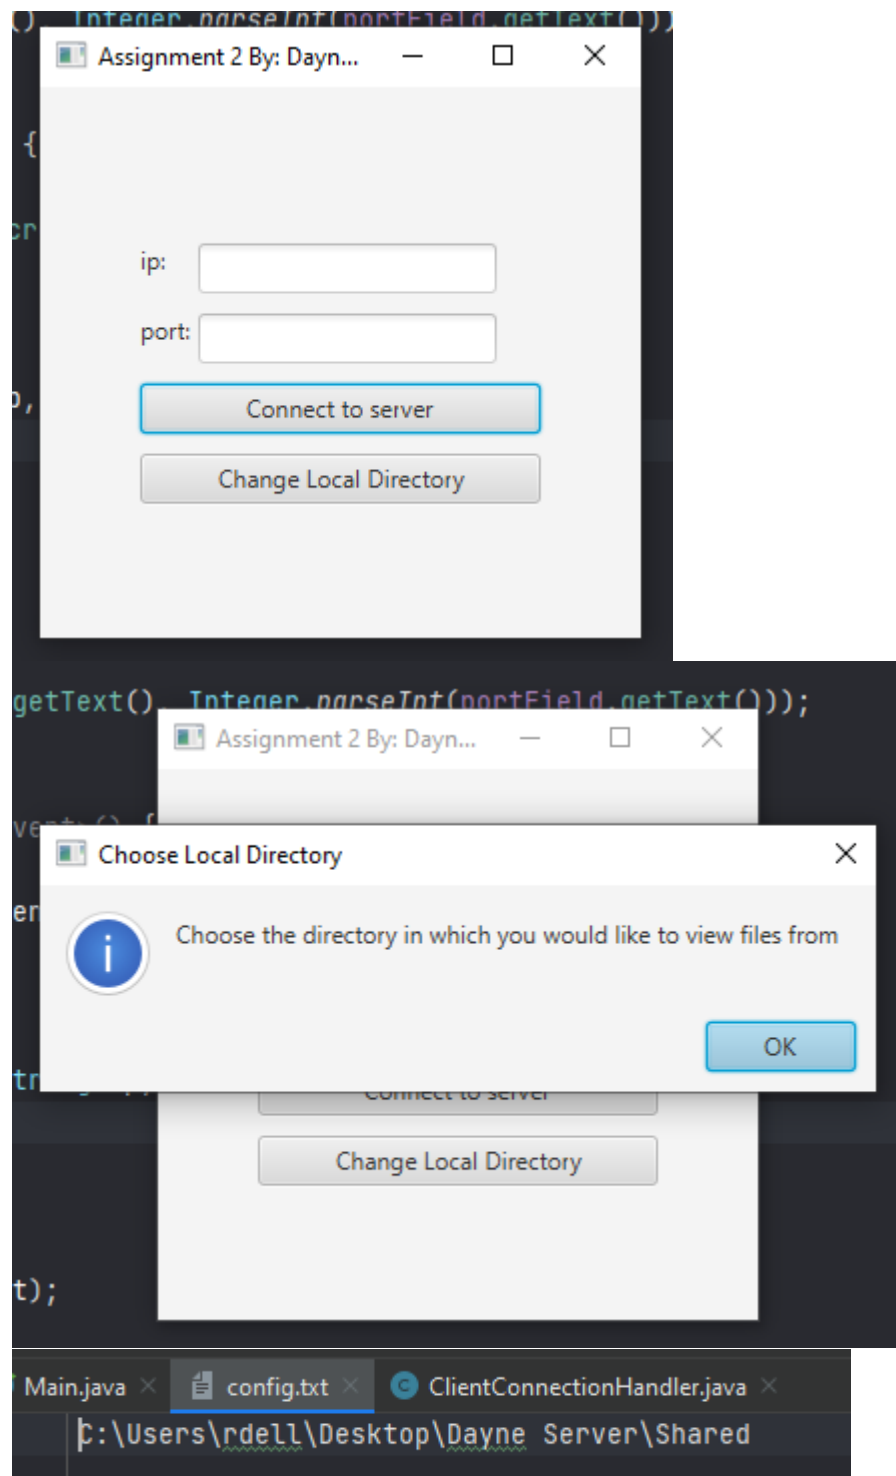 (). Integer.parseInt(portField.getText()))
Assignment 2 By: Dayn...
{
cr
ip:
port:
Connect to server
Change Local Directory
getText(). Integer.parseInt(portField.getText()));
Assignment 2 By: Dayn...
{
Choose Local Directory
er
Choose the directory in which you would like to view files from
OK
tr
Connect to server
Change Local Directory
t);
Main.java config.txt ClientConnectionHandler.java
C:\Users\rdell\Desktop\Dayne Server\Shared